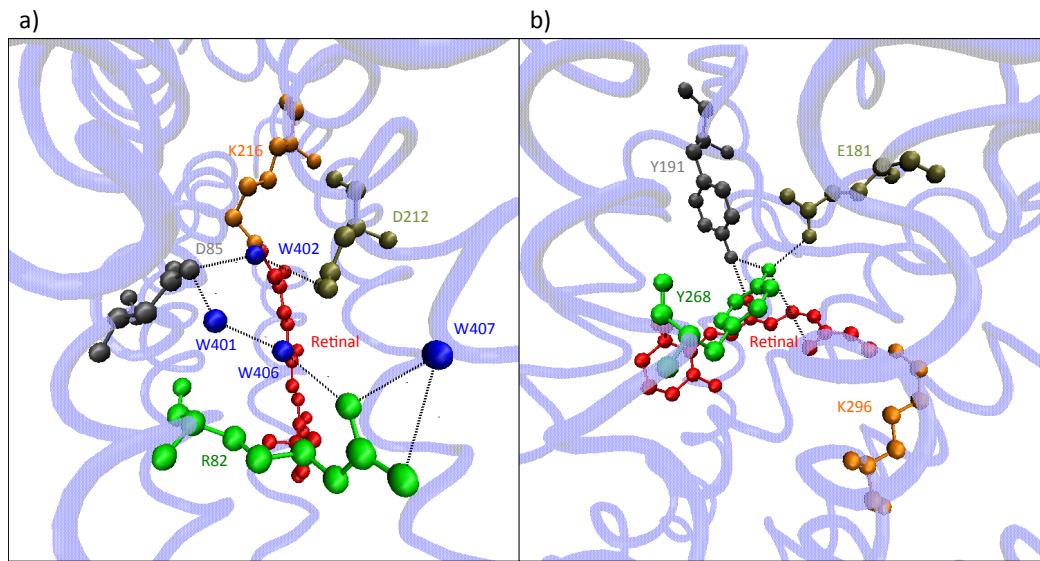 a)
K216
D212
D85
W402
W401
Retinal
W407
W406
R82
b)
Y191
E181
Y268
Retinal
K296